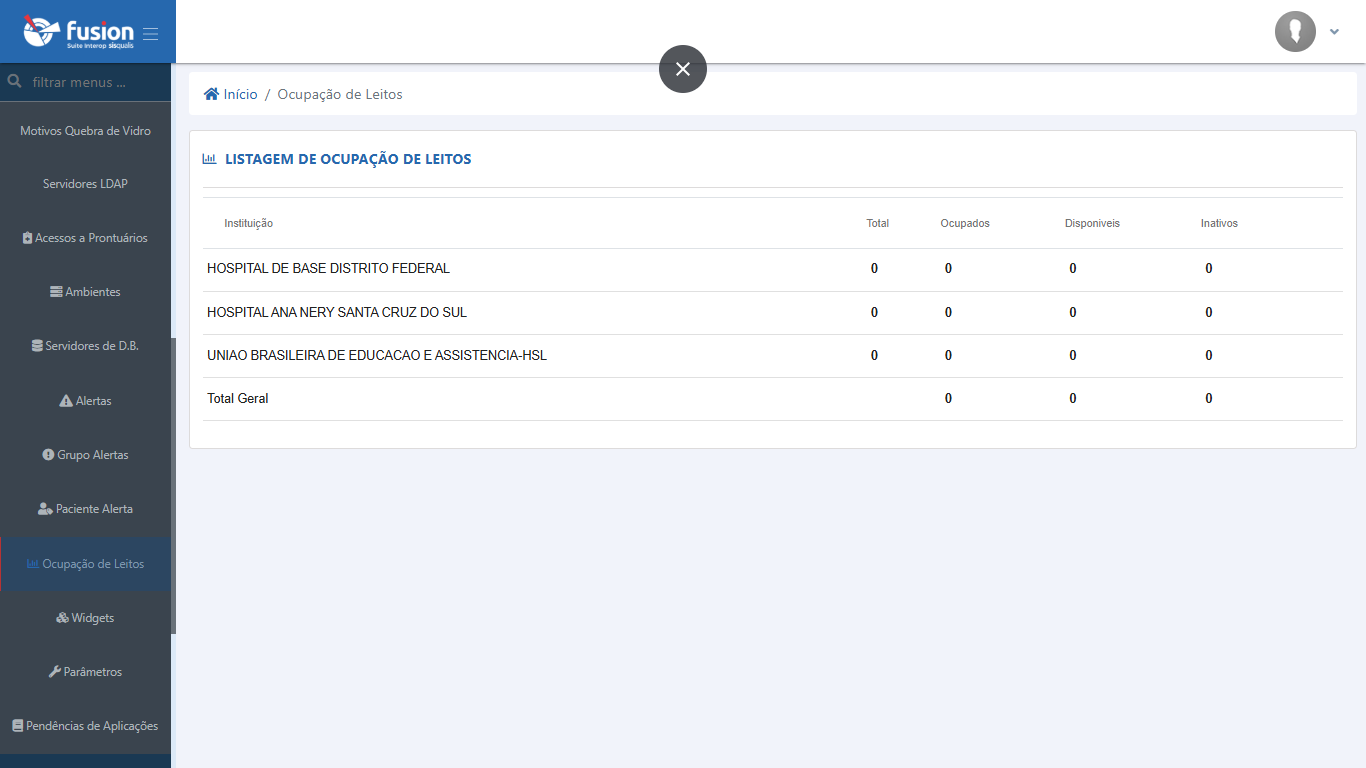 fusion
Suite Interop sisqualis
filtrar menus ...
Motivos Quebra de Vidro
Servidores LDAP
Acessos a Prontuários
Ambientes
Servidores de D.B.
Alertas
Grupo Alertas
Paciente Alerta
Ocupação de Leitos
Widgets
Parâmetros
Pendências de Aplicações
Início / Ocupação de Leitos
LISTAGEM DE OCUPAÇÃO DE LEITOS
Instituição Total Ocupados Disponiveis Inativos
HOSPITAL DE BASE DISTRITO FEDERAL 0 0 0 0
HOSPITAL ANA NERY SANTA CRUZ DO SUL 0 0 0 0
UNIAO BRASILEIRA DE EDUCACAO E ASSISTENCIA-HSL 0 0 0 0
Total Geral 0 0 0